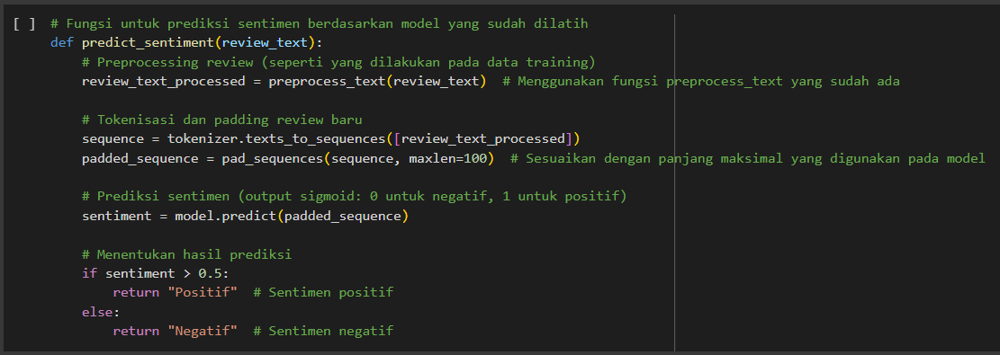 [ ] # Fungsi untuk prediksi sentimen berdasarkan model yang sudah dilatih
def predict_sentiment(review_text):
    # Preprocessing review (seperti yang dilakukan pada data training)
    review_text_processed = preprocess_text(review_text)  # Menggunakan fungsi preprocess_text yang sudah ada

    # Tokenisasi dan padding review baru
    sequence = tokenizer.texts_to_sequences([review_text_processed])
    padded_sequence = pad_sequences(sequence, maxlen=100)  # Sesuaikan dengan panjang maksimal yang digunakan pada model

    # Prediksi sentimen (output sigmoid: 0 untuk negatif, 1 untuk positif)
    sentiment = model.predict(padded_sequence)

    # Menentukan hasil prediksi
    if sentiment > 0.5:
        return "Positif"  # Sentimen positif
    else:
        return "Negatif"  # Sentimen negatif